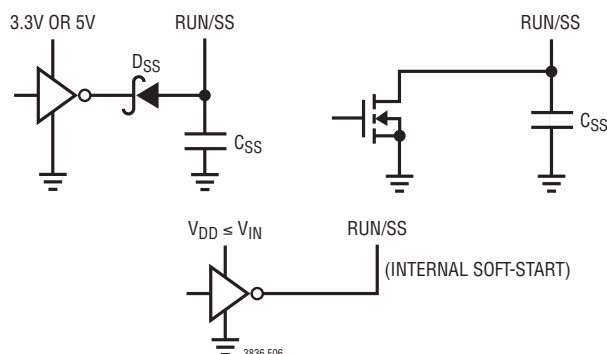 3.3V OR 5V
RUN/SS
DSS
CSS
RUN/SS
CSS
VDD ≤ VIN
RUN/SS
(INTERNAL SOFT-START)
3836 F06